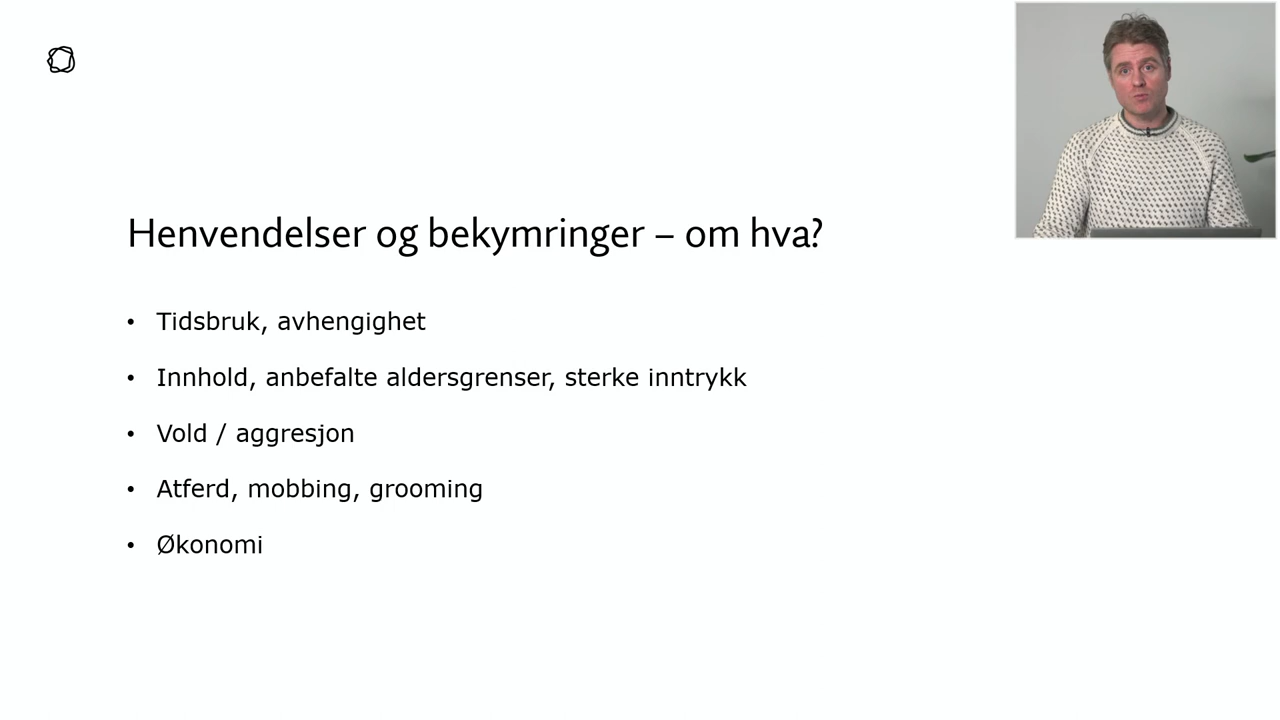 Henvendelser og bekymringer – om hva?
• Tidsbruk, avhengighet
• Innhold, anbefalte aldersgrenser, sterke inntrykk
• Vold / aggresjon
• Atferd, mobbing, grooming
• Økonomi